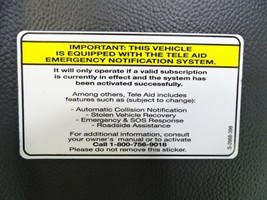 IMPORTANT: THIS VEHICLE
IS EQUIPPED WITH THE TELE AID
EMERGENCY NOTIFICATION SYSTEM.
It will only operate if a valid subscription
is currently in effect and the system has
been activated successfully.
Among others, Tele Aid includes
features such as (subject to change):
- Automatic Collision Notification
- Stolen Vehicle Recovery
- Emergency & SOS Response
- Roadside Assistance
For additional information, consult
your owner's manual or to activate
Call 1-800-756-9018
Please do not remove this sticker.